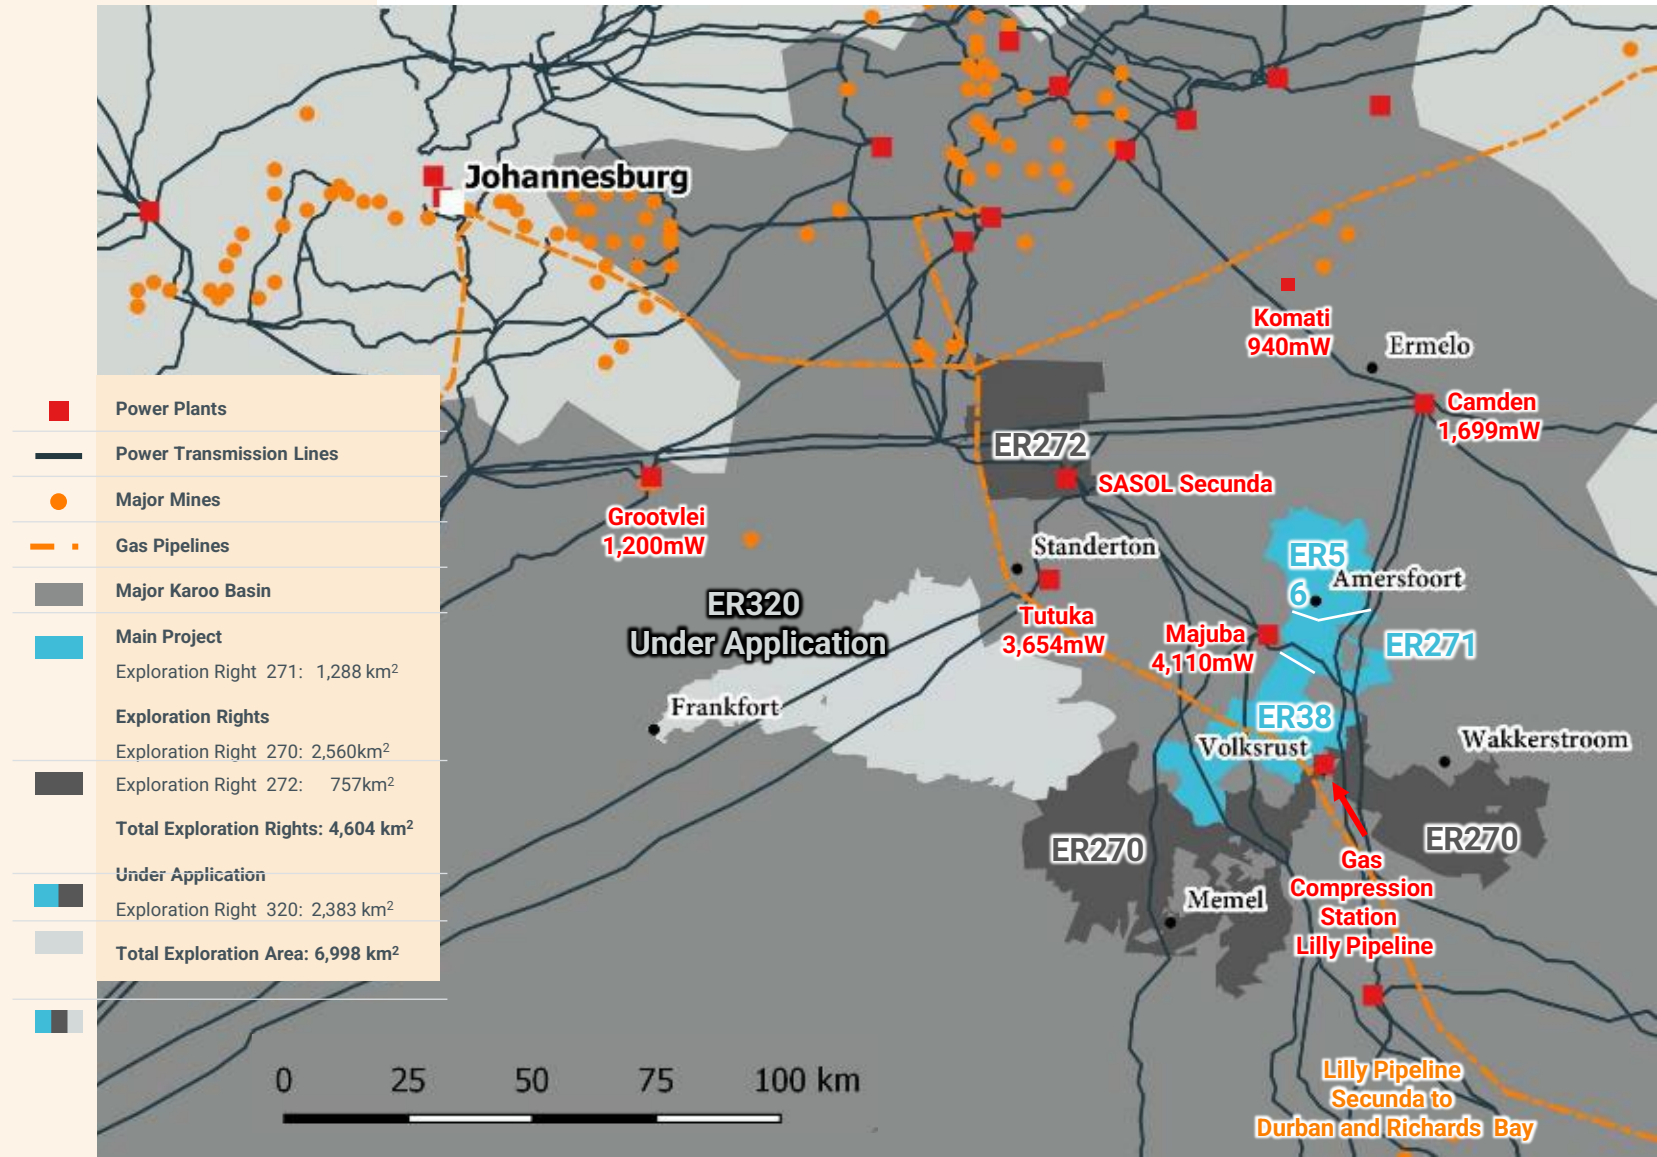 Johannesburg
Komati
940mW
Ermelo
Camden
1,699mW
ER272
SASOL Secunda
Grootvlei
1,200mW
Standerton
ER5
6
Amersfoort
ER320
Under Application
Tutuka
3,654mW
Majuba
4,110mW
ER271
Frankfort
ER38
Volksrust
Wakkerstroom
ER270
ER270
Gas
Compression
Station
Lilly Pipeline
Memel
Lilly Pipeline
Secunda to
Durban and Richards Bay
Power Plants
Power Transmission Lines
Major Mines
Gas Pipelines
Major Karoo Basin
Main Project
Exploration Right 271: 1,288 km²
Exploration Rights
Exploration Right 270: 2,560km²
Exploration Right 272: 757km²
Total Exploration Rights: 4,604 km²
Under Application
Exploration Right 320: 2,383 km²
Total Exploration Area: 6,998 km²
0 25 50 75 100 km